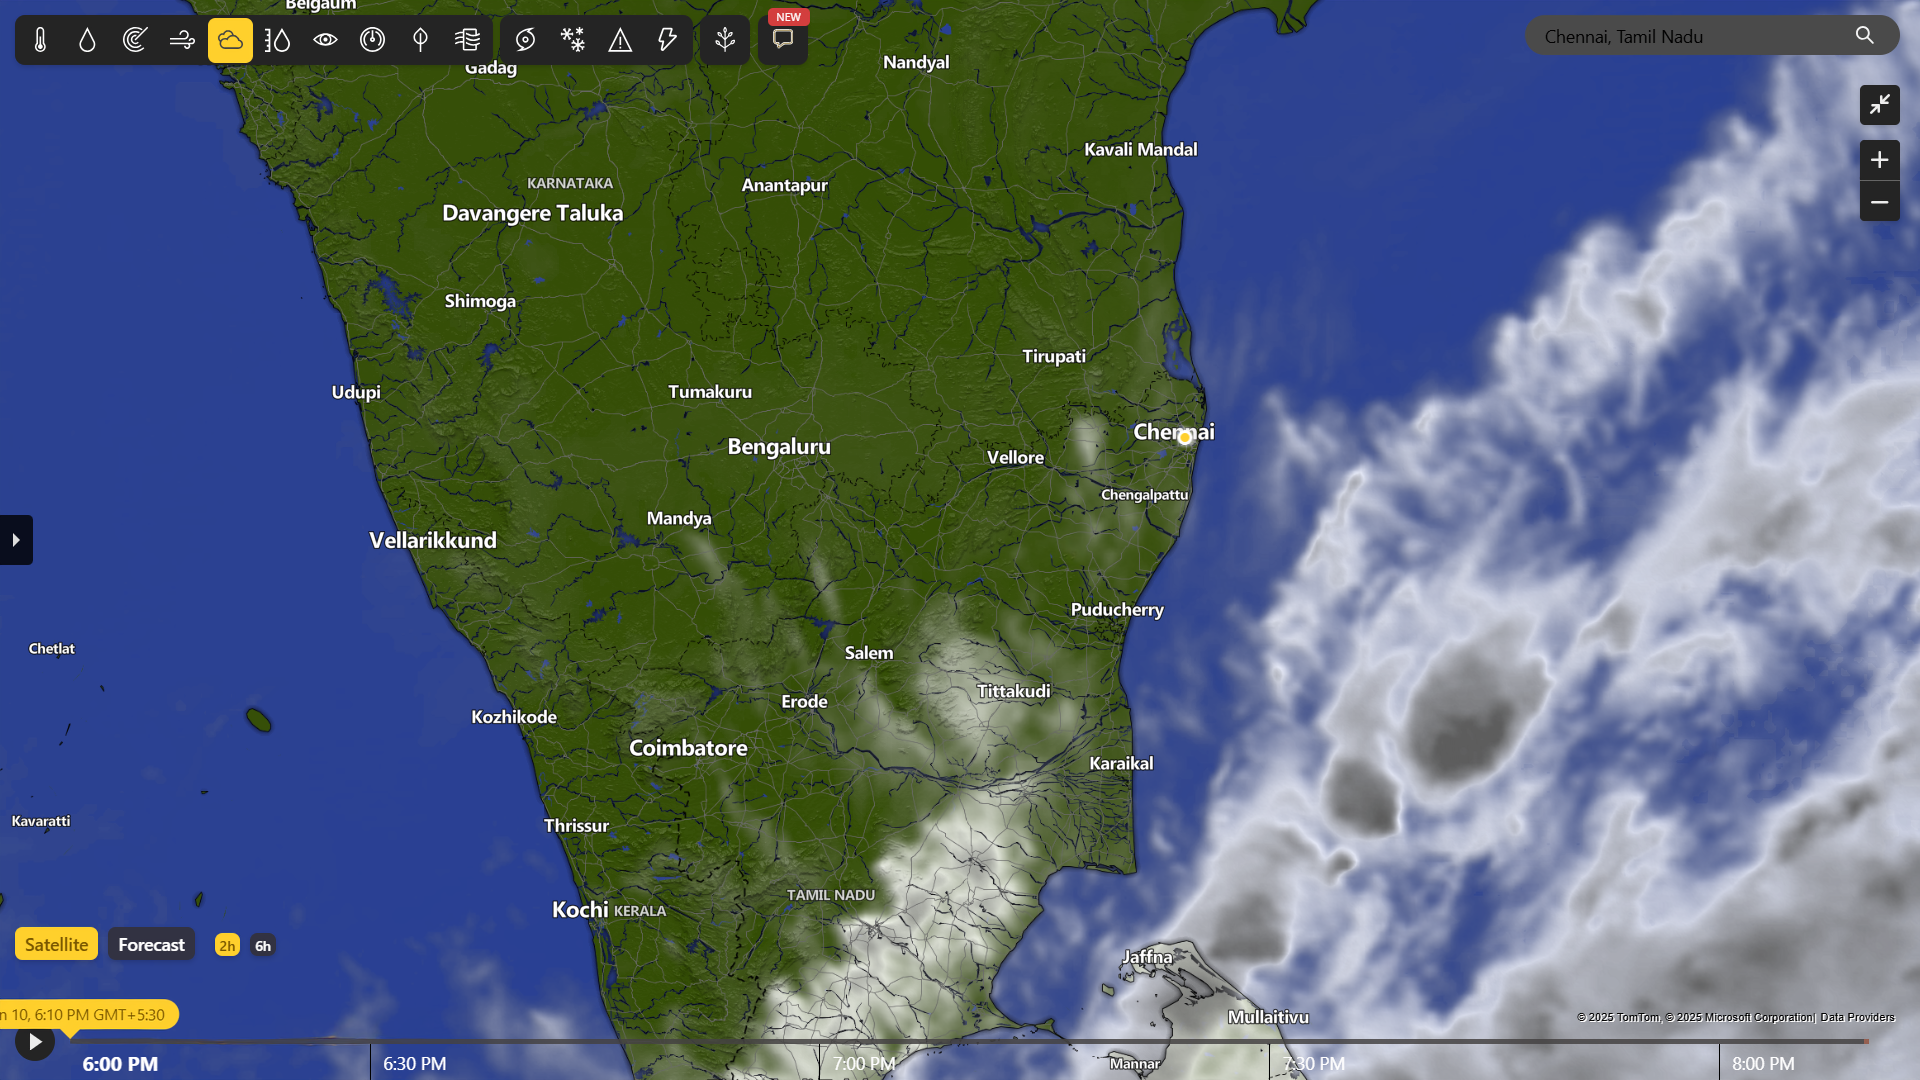 Belgaum
NEW
Chennai, Tamil Nadu
Gadag
Nandyal
Kavali Mandal
KARNATAKA
Anantapur
Davangere Taluka
Shimoga
Tirupati
Udupi
Tumakuru
Chennai
Bengaluru
Vellore
Chengalpattu
Mandya
Vellarikkund
Puducherry
Chetlat
Salem
Tittakudi
Erode
Kozhikode
Coimbatore
Karaikal
Kavaratti
Thrissur
TAMIL NADU
Kochi KERALA
Satellite
Forecast
2h
6h
Jaffna
n 10, 6:10 PM GMT+5:30
Mullaitivu
© 2025 TomTom, © 2025 Microsoft Corporation| Data Providers
6:00 PM
6:30 PM
7:00 PM
Mannar
7:30 PM
8:00 PM